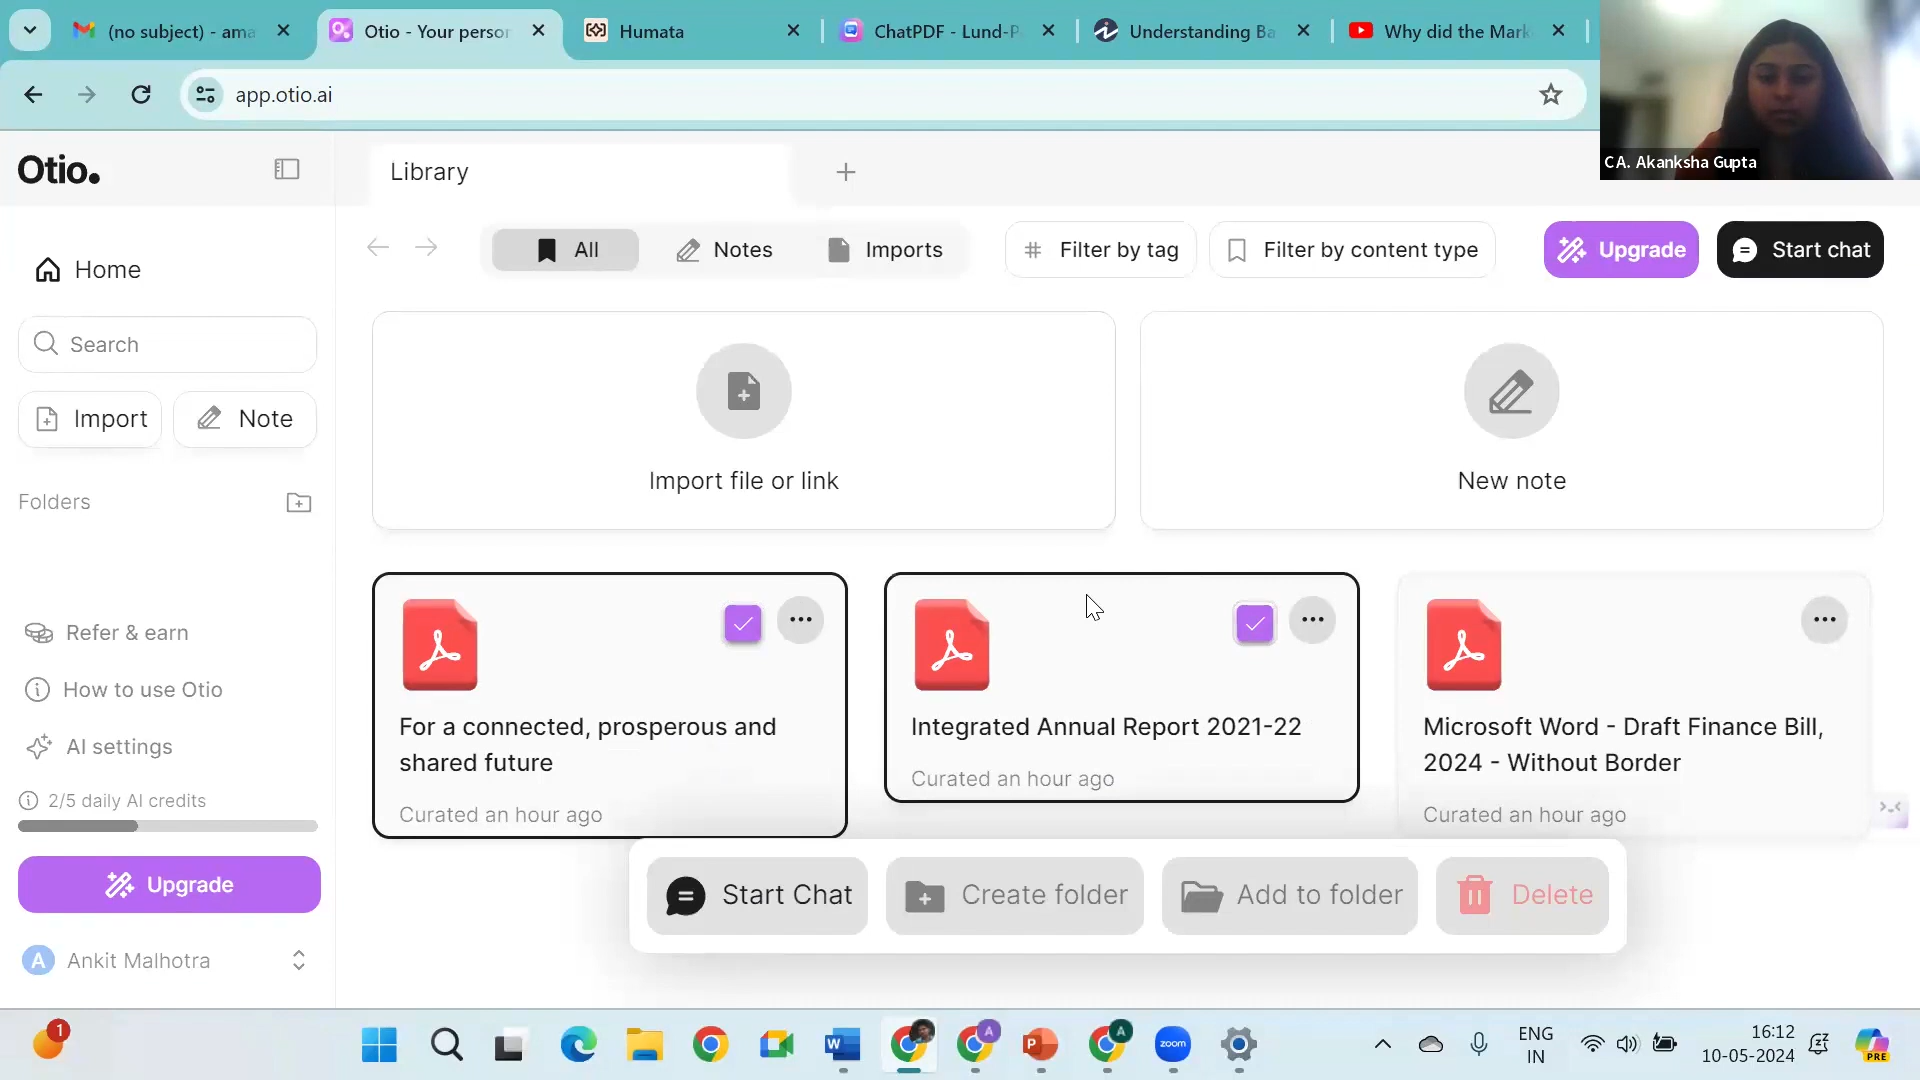 (no subject) - ama
Otio - Your person
Humata
ChatPDF - Lund-P
Understanding Ba
Why did the Mark
app.otio.ai
CA. Akanksha Gupta
Otio.
Library
All
Notes
Imports
Filter by tag
Filter by content type
Upgrade
Start chat
Home
Search
Import
Note
Folders
Import file or link
New note
For a connected, prosperous and
shared future
Curated an hour ago
Integrated Annual Report 2021-22
Curated an hour ago
Microsoft Word - Draft Finance Bill,
2024 - Without Border
Curated an hour ago
Refer & earn
How to use Otio
AI settings
2/5 daily AI credits
Upgrade
A
Ankit Malhotra
Start Chat
Create folder
Add to folder
Delete
1
W
A
P
A
zoom
ENG
IN
16:12
10-05-2024
PRE